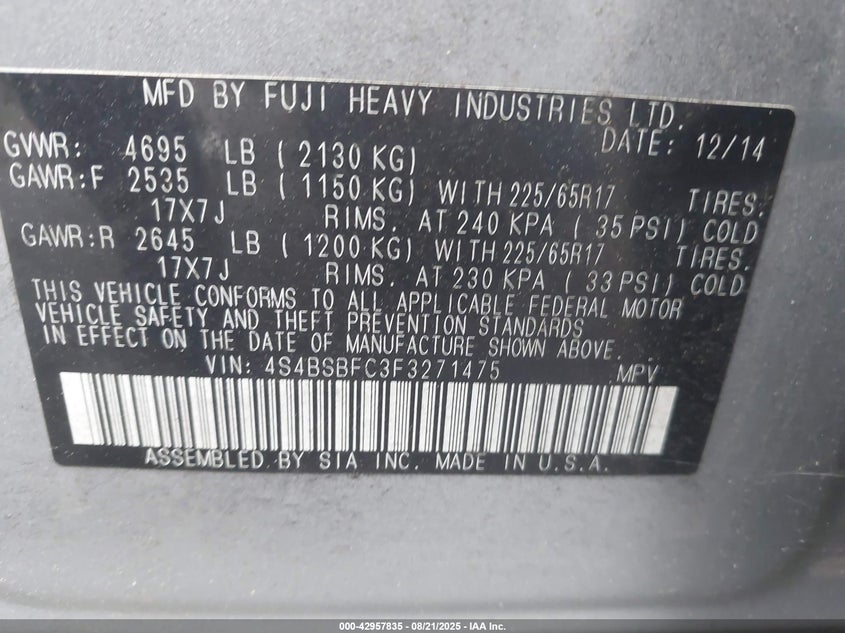 MFD BY FUJI HEAVY INDUSTRIES LTD.
DATE: 12/14
GVWR: 4695 LB ( 2130 KG)
GAWR:F 2535 LB ( 1150 KG) WITH 225/65R17 TIRES.
17X7J RIMS. AT 240 KPA ( 35 PSI) COLD
GAWR:R 2645 LB ( 1200 KG) WITH 225/65R17 TIRES.
17X7J RIMS. AT 230 KPA ( 33 PSI) COLD
THIS VEHICLE CONFORMS TO ALL APPLICABLE FEDERAL MOTOR
VEHICLE SAFETY AND THEFT PREVENTION STANDARDS
IN EFFECT ON THE DATE OF MANUFACTURE SHOWN ABOVE.
VIN: 4S4BSBFC3F3271475 MPV
ASSEMBLED BY SIA INC. MADE IN U.S.A.
000-42957835 - 08/21/2025 - IAA Inc.